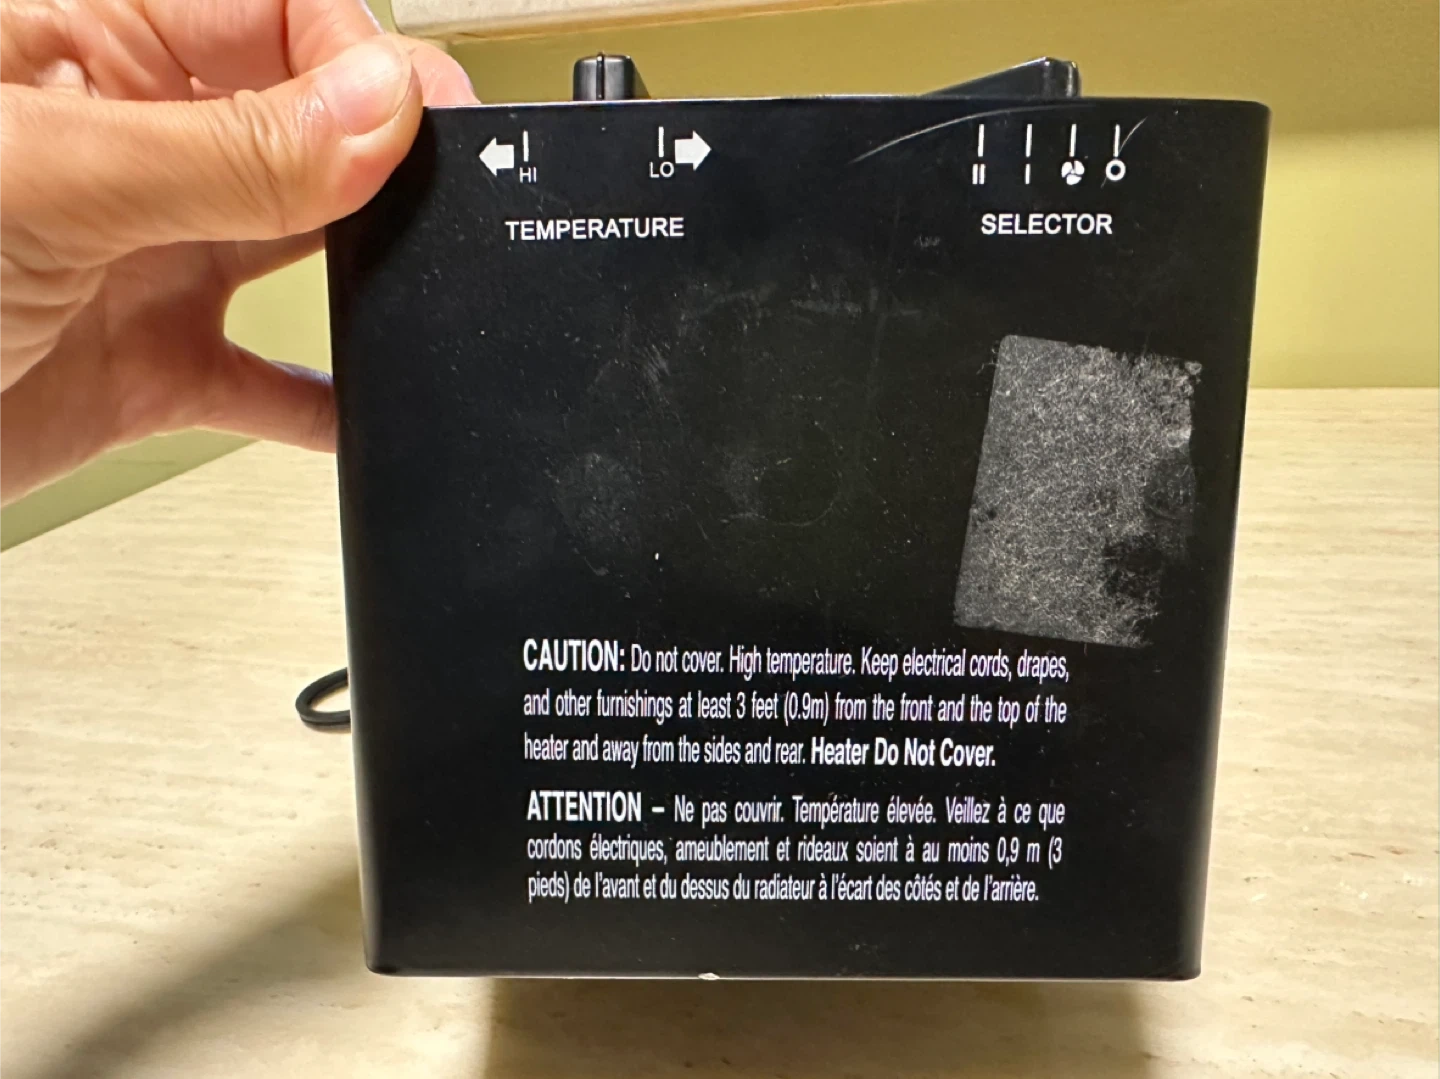 HI LO
TEMPERATURE
II I O
SELECTOR
CAUTION: Do not cover. High temperature. Keep electrical cords, drapes,
and other furnishings at least 3 feet (0.9m) from the front and the top of the
heater and away from the sides and rear. Heater Do Not Cover.
ATTENTION – Ne pas couvrir. Température élevée. Veillez à ce que
cordons électriques, ameublement et rideaux soient à au moins 0,9 m (3
pieds) de l'avant et du dessus du radiateur à l'écart des côtés et de l'arrière.